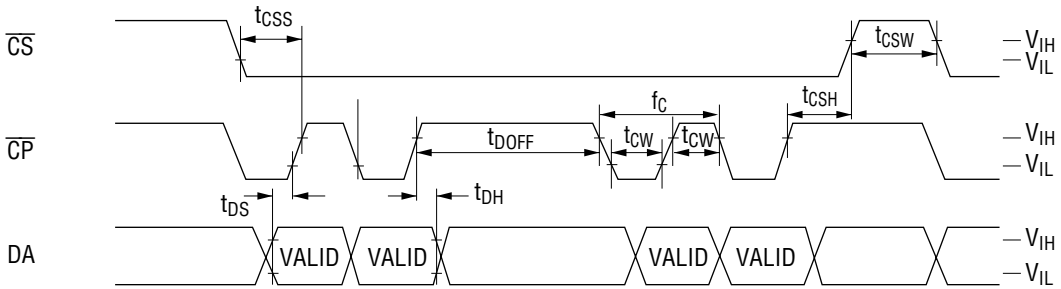 CS tCSS tCSW VIH
VIL
CP tDOFF fC tCW tCW tCSH VIH
VIL
tDS tDH
DA VALID VALID VALID VALID VIH
VIL